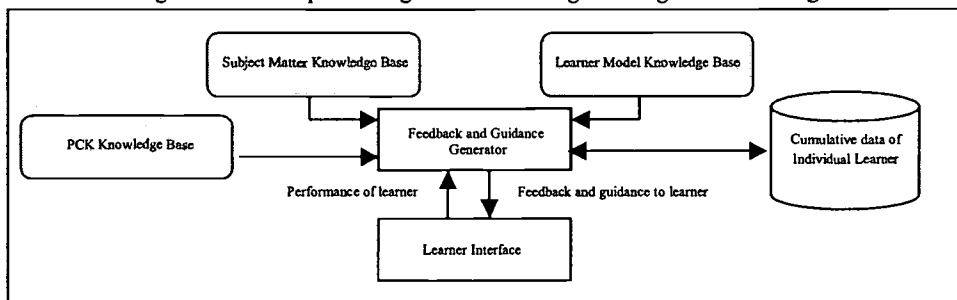 Subject Matter Knowledge Base
Learner Model Knowledge Base
PCK Knowledge Base
Feedback and Guidance
Generator
Cumulative data of
Individual Learner
Performance of learner
Feedback and guidance to learner
Learner Interface